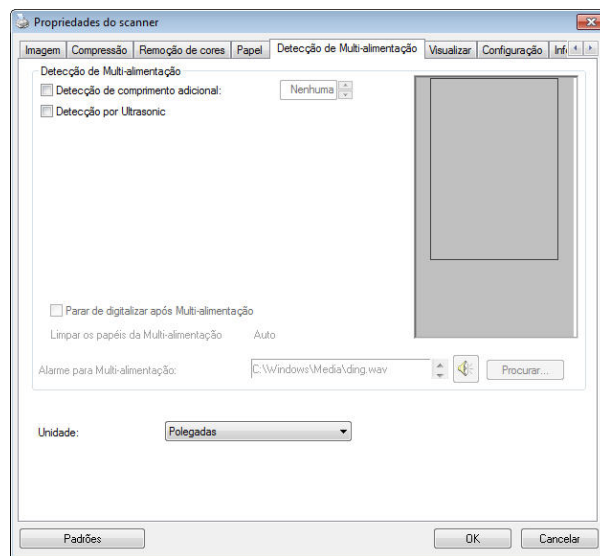 Propriedades do scanner
Imagem Compressão Remoção de cores Papel Detecção de Multi-alimentação Visualizar Configuração Inf
Detecção de Multi-alimentação
Detecção de comprimento adicional: Nenhuma
Detecção por Ultrasonic
Parar de digitalizar após Multi-alimentação
Limpar os papéis da Multi-alimentação Auto
Alarme para Multi-alimentação: C:\Windows\Media\ding.wav Procurar...
Unidade: Polegadas
Padrões OK Cancelar